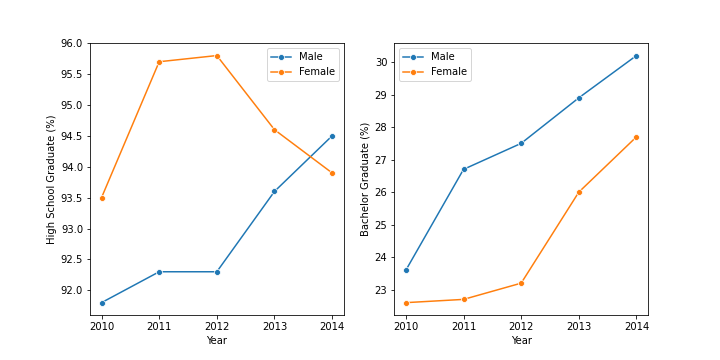 High School Graduate (%)
96.0
95.5
95.0
94.5
94.0
93.5
93.0
92.5
92.0
Male
Female
2010 2011 2012 2013 2014
Year
Bachelor Graduate (%)
30
29
28
27
26
25
24
23
Male
Female
2010 2011 2012 2013 2014
Year